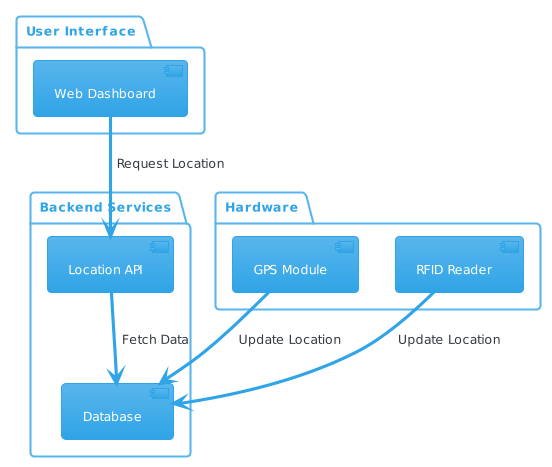 User Interface
Web Dashboard
Request Location
Backend Services
Hardware
Location API
GPS Module
RFID Reader
Fetch Data
Update Location
Update Location
Database